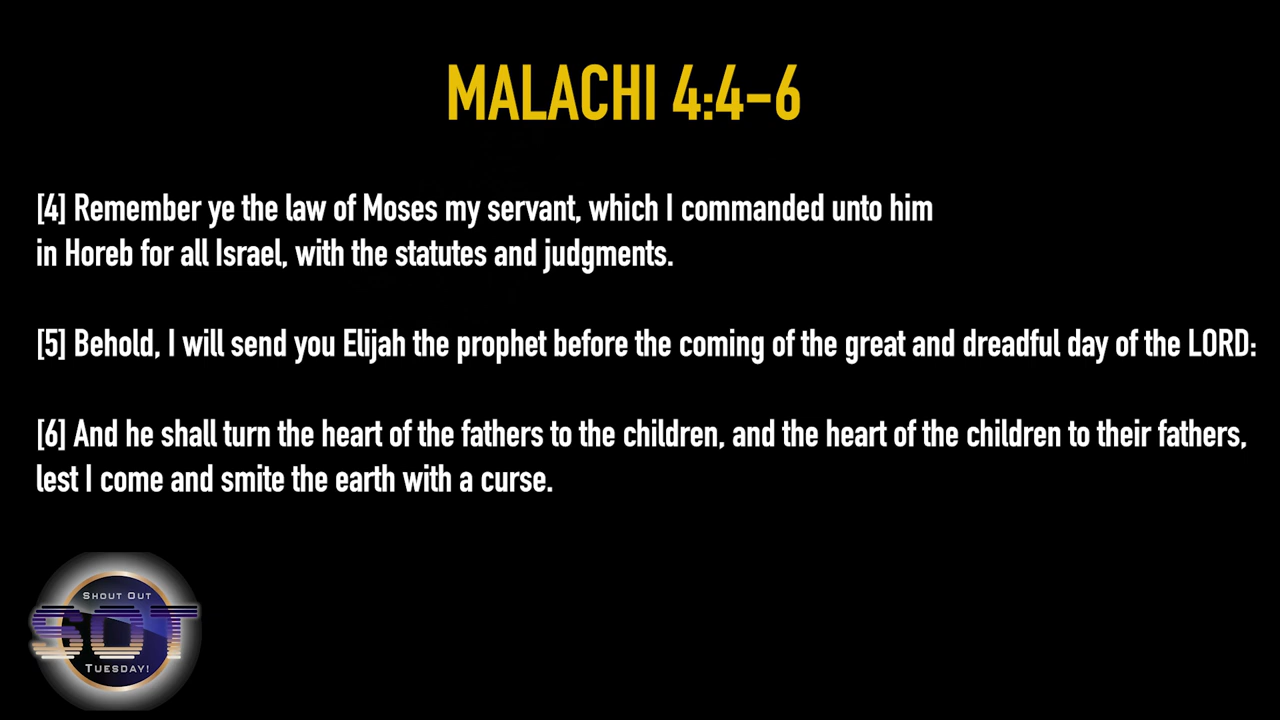 MALACHI 4:4-6
[4] Remember ye the law of Moses my servant, which I commanded unto him
in Horeb for all Israel, with the statutes and judgments.
[5] Behold, I will send you Elijah the prophet before the coming of the great and dreadful day of the LORD:
[6] And he shall turn the heart of the fathers to the children, and the heart of the children to their fathers,
lest I come and smite the earth with a curse.
SHOUT OUT
SOT
TUESDAY!